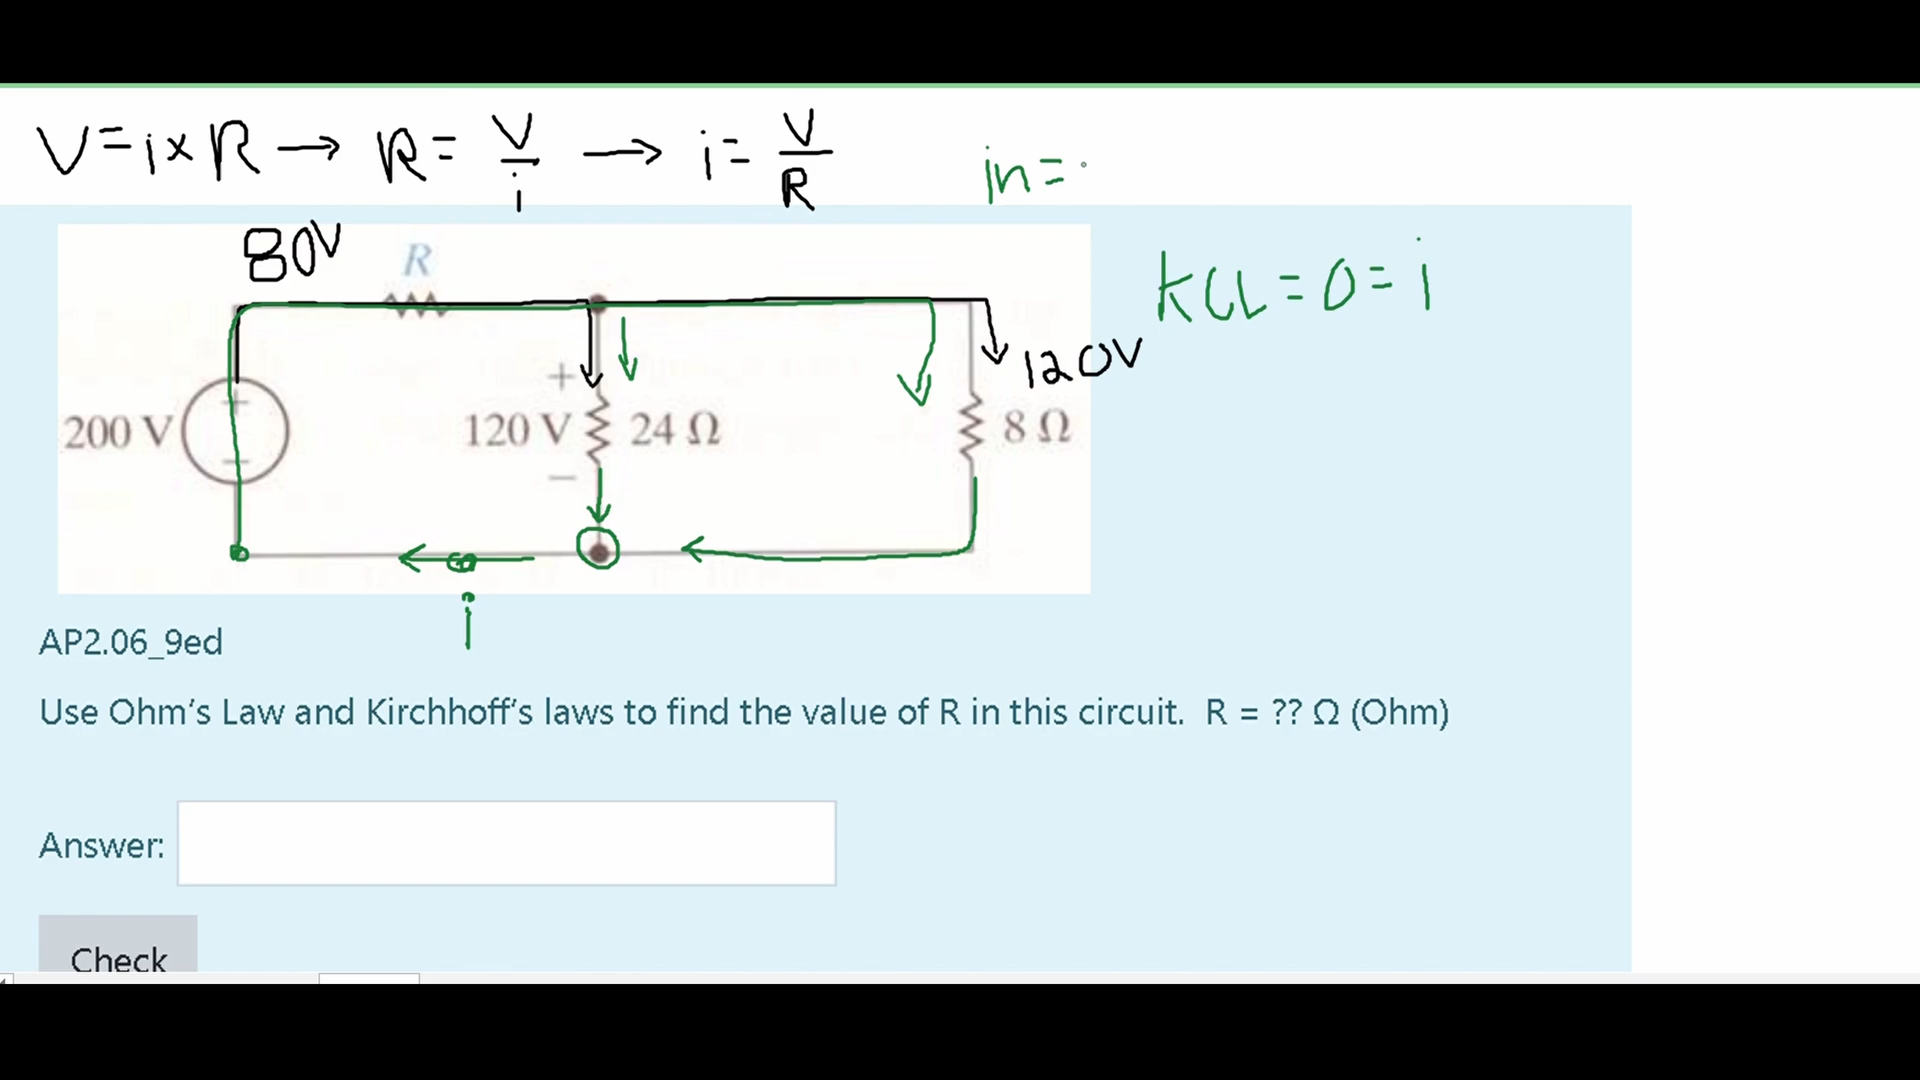 V = i x R → R = V/i → i = V/R
in =
80V
R
KCL = 0 = i
120V
+
+
200 V
120 V
24 Ω
8 Ω
−
−
i
AP2.06_9ed
Use Ohm's Law and Kirchhoff's laws to find the value of R in this circuit.  R = ?? Ω (Ohm)
Answer:
Check